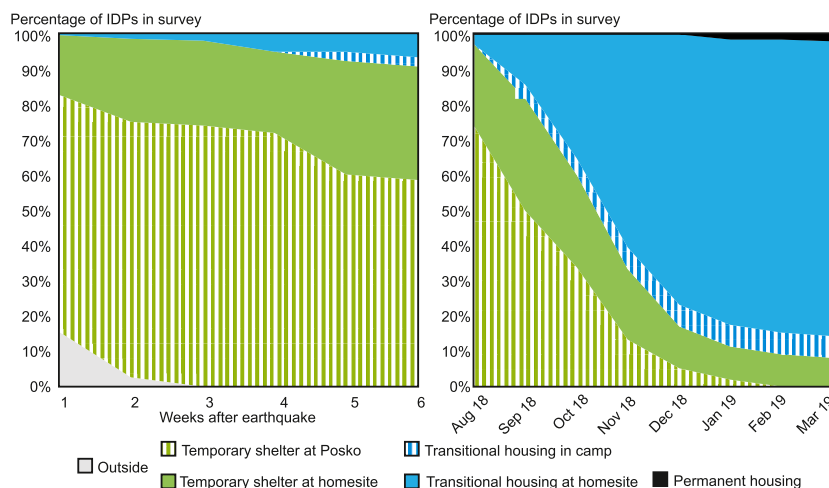 Percentage of IDPs in survey
100%
90%
80%
70%
60%
50%
40%
30%
20%
10%
0%
1 2 3 4 5 6
Weeks after earthquake
Percentage of IDPs in survey
100%
90%
80%
70%
60%
50%
40%
30%
20%
10%
0%
Aug 18 Sep 18 Oct 18 Nov 18 Dec 18 Jan 19 Feb 19 Mar 19
Outside
Temporary shelter at Posko
Temporary shelter at homesite
Transitional housing in camp
Transitional housing at homesite
Permanent housing